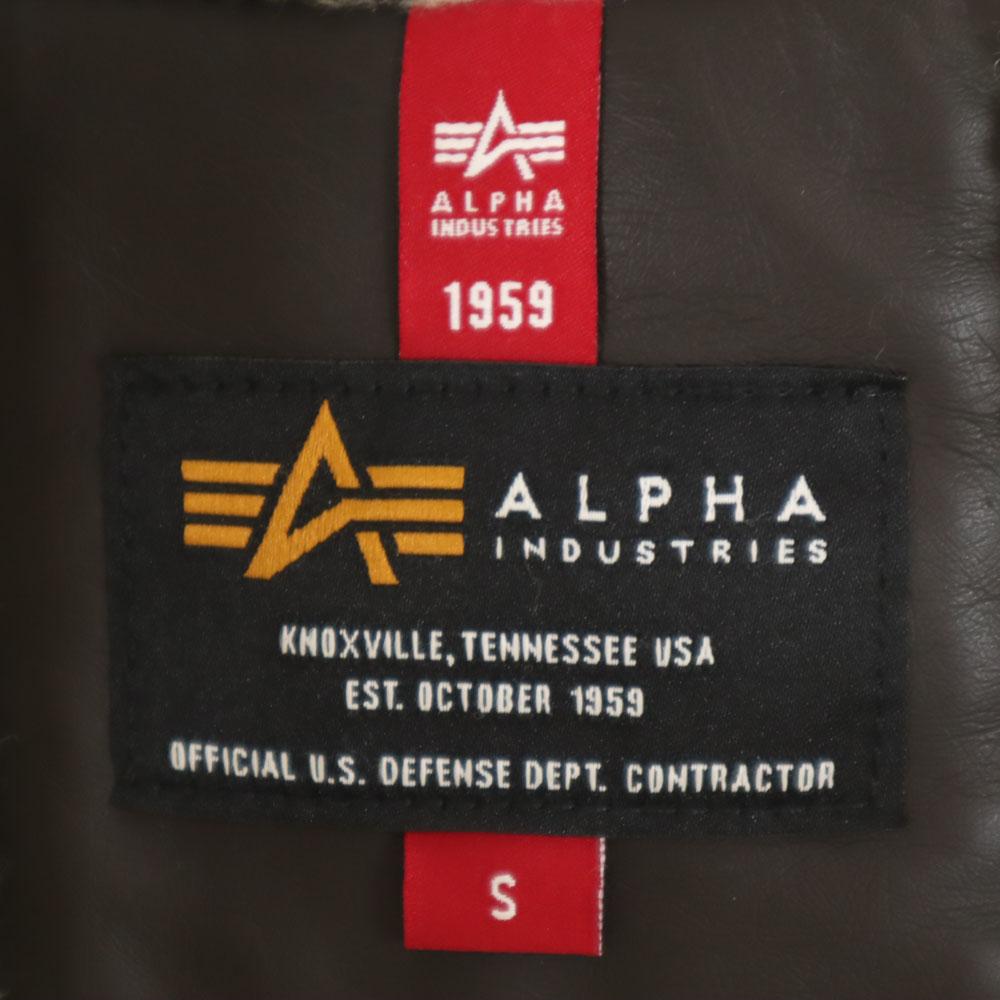 ALPHA
INDUSTRIES
1959
ALPHA
INDUSTRIES
KNOXVILLE, TENNESSEE USA
EST. OCTOBER 1959
OFFICIAL U.S. DEFENSE DEPT. CONTRACTOR
S